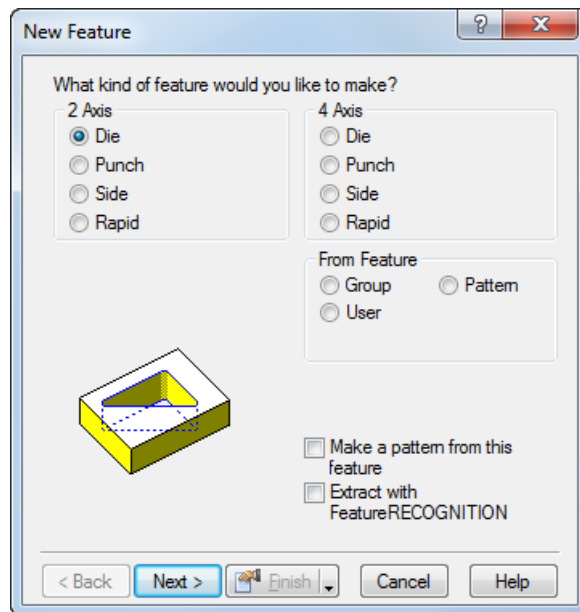 New Feature
What kind of feature would you like to make?
2 Axis
Die
Punch
Side
Rapid
4 Axis
Die
Punch
Side
Rapid
From Feature
Group
Pattern
User
Make a pattern from this
feature
Extract with
FeatureRECOGNITION
< Back
Next >
Finish
Cancel
Help